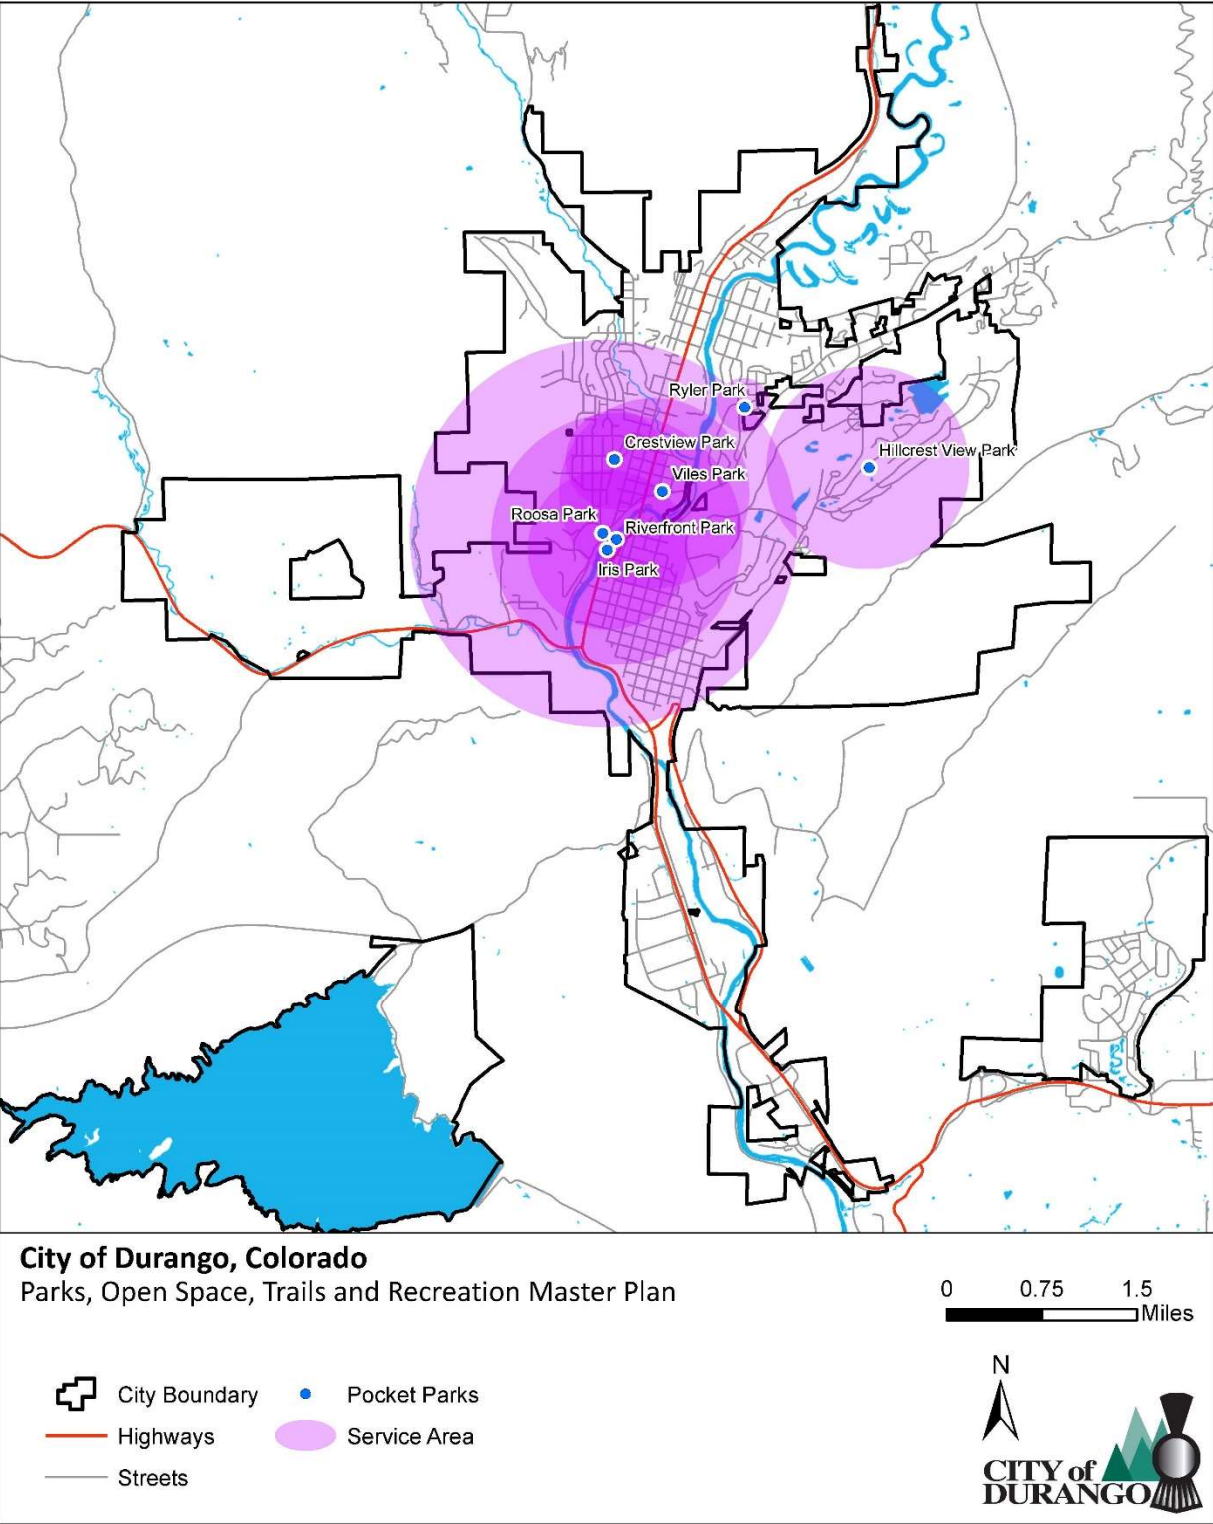 Ryler Park
Crestview Park
Hillcrest View Park
Viles Park
Roosa Park
Riverfront Park
Iris Park
City of Durango, Colorado
Parks, Open Space, Trails and Recreation Master Plan
0 0.75 1.5
Miles
N
City Boundary
Pocket Parks
Highways
Service Area
Streets
CITY of
DURANGO